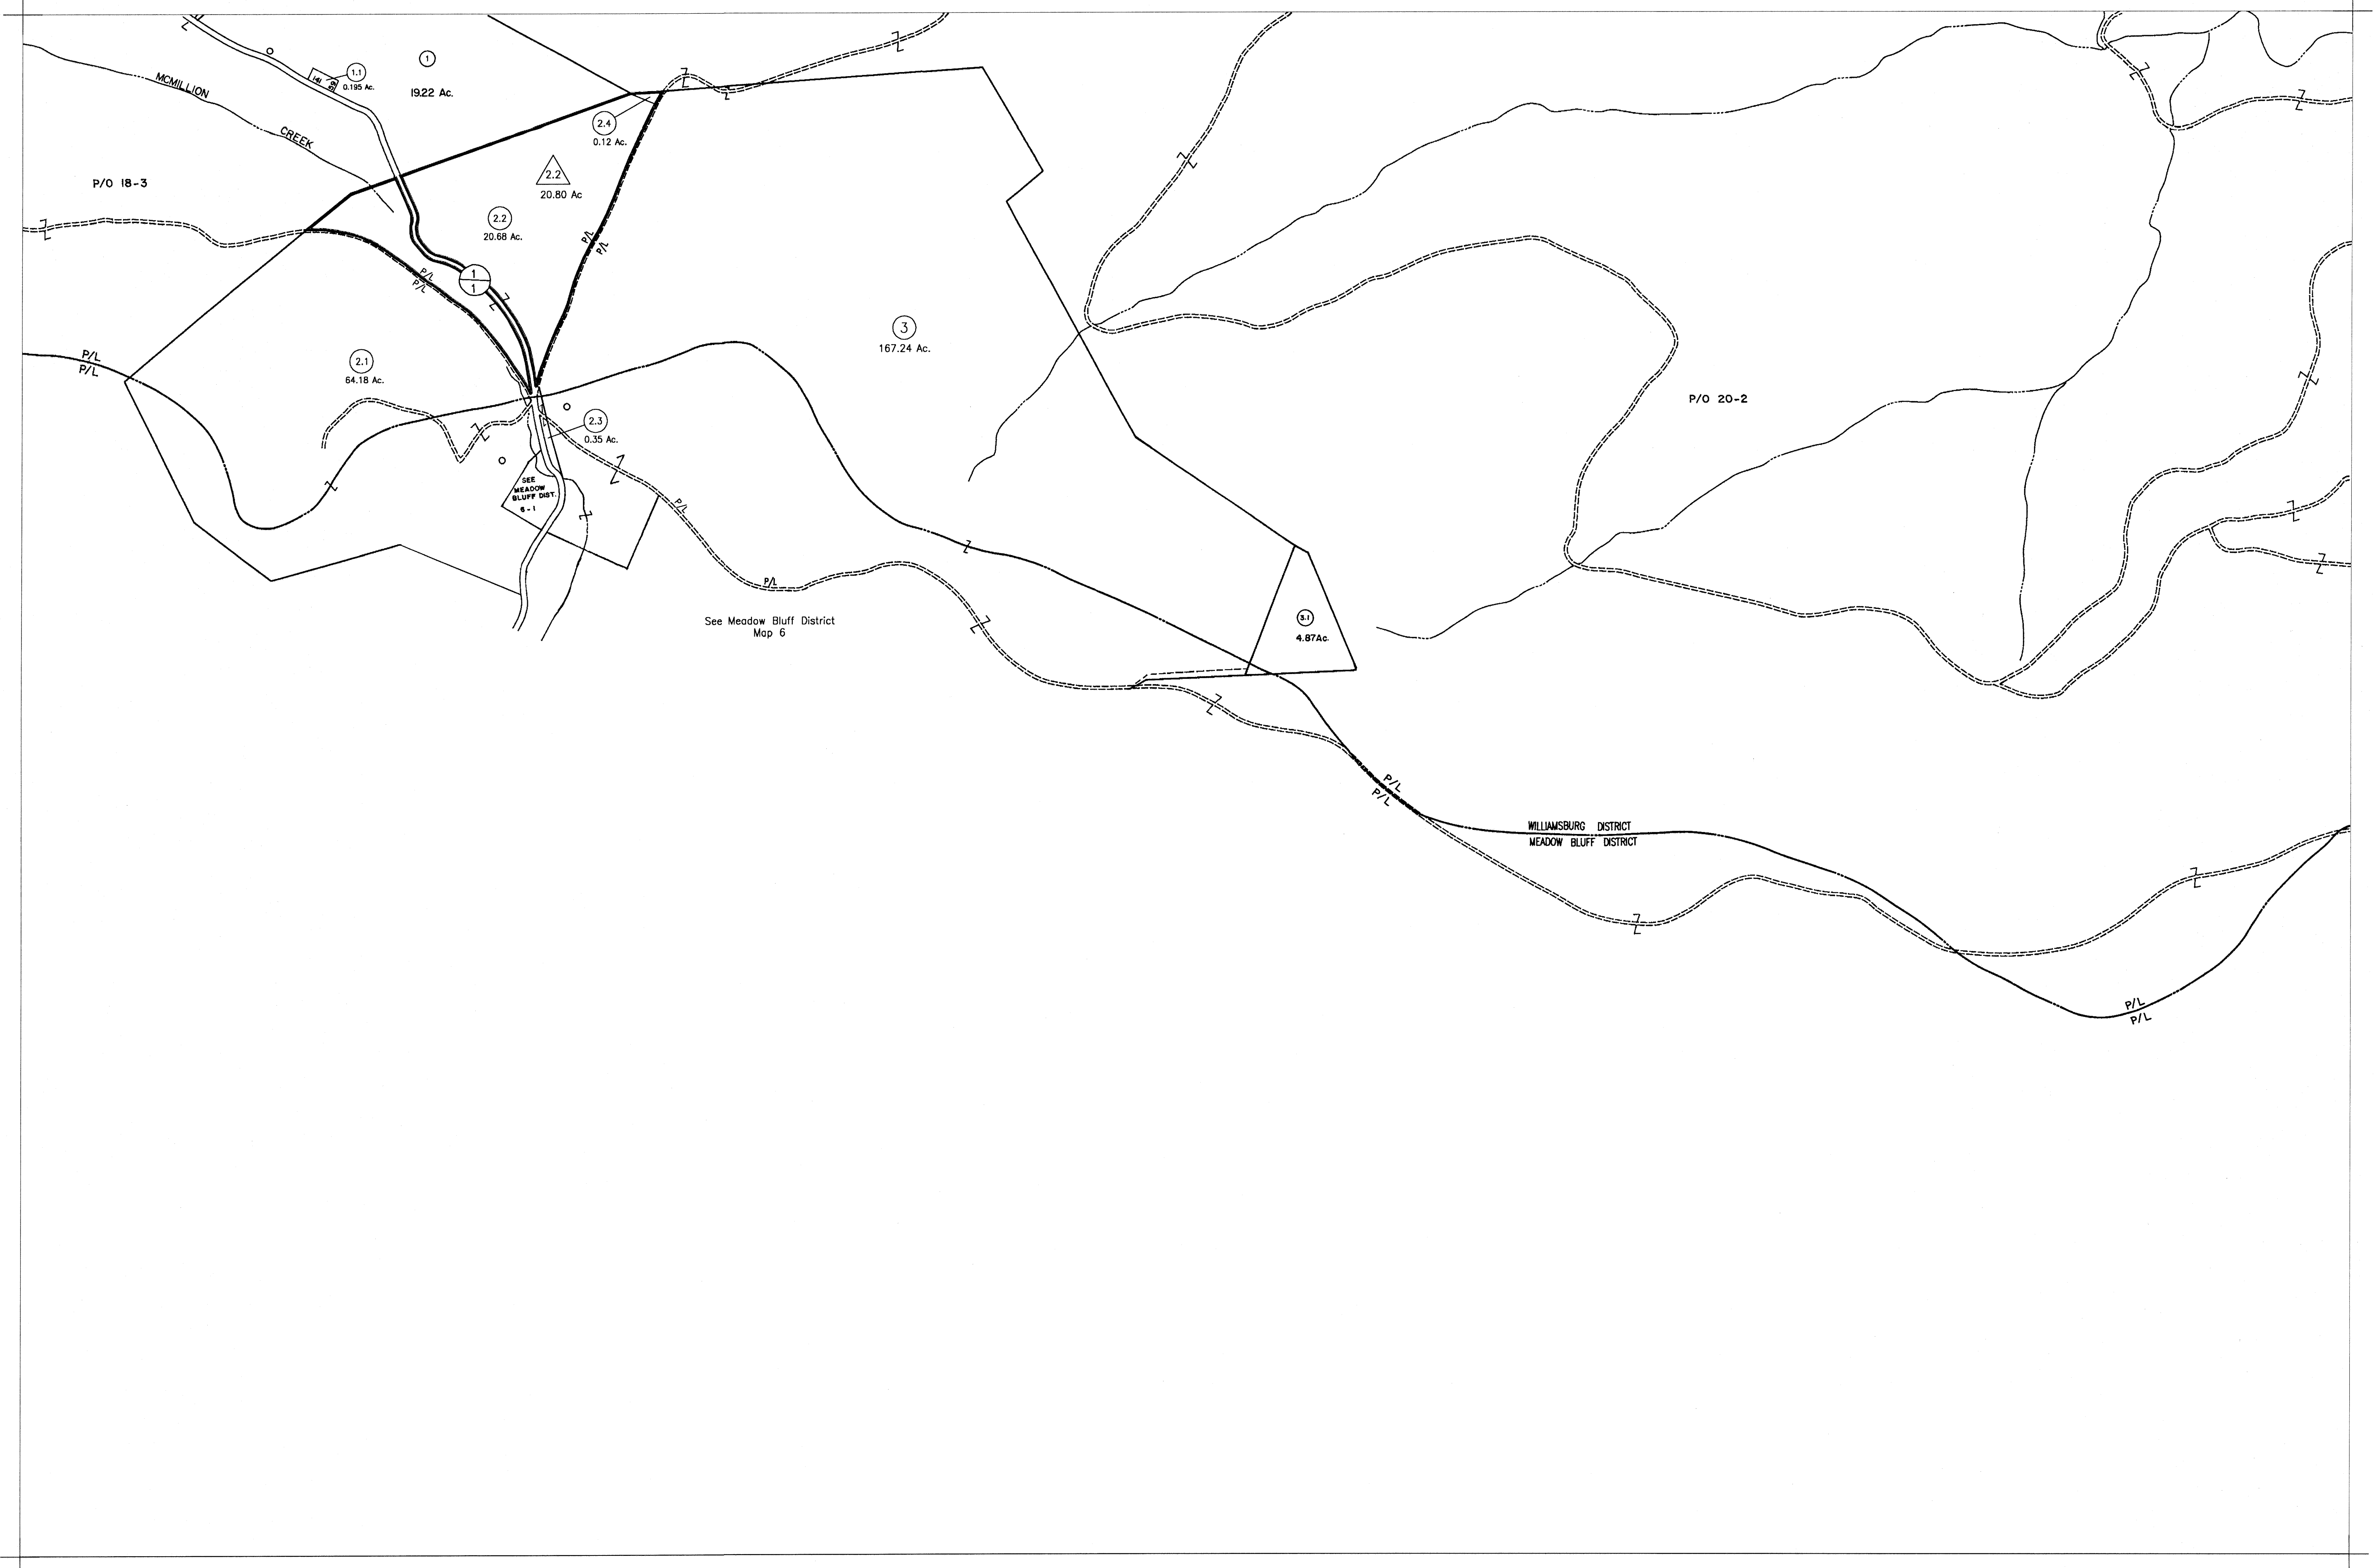 1
19.22 Ac.
1.1
0.195 Ac.
141
MCMILLION
CREEK
2.4
0.12 Ac.
P/O 18-3
2.2
20.80 Ac
2.2
20.68 Ac.
P/L
P/L
P/L
P/L
1
1
3
167.24 Ac.
P/L
P/L
2.1
64.18 Ac.
P/O 20-2
2.3
0.35 Ac.
SEE
MEADOW
BLUFF DIST.
6-1
P/L
P/L
See Meadow Bluff District
Map 6
3.1
4.87Ac.
P/L
P/L
WILLIAMSBURG DISTRICT
MEADOW BLUFF DISTRICT
P/L
P/L